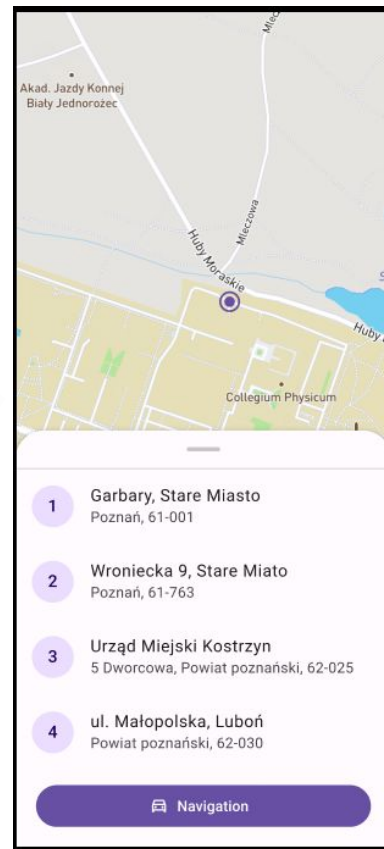 Mlec
Akad. Jazdy Konnej
Biały Jednorożec
Mleczowa
Huby Moraskie
Huby
Collegium Physicum
1
Garbary, Stare Miasto
Poznań, 61-001
2
Wroniecka 9, Stare Miato
Poznań, 61-763
3
Urząd Miejski Kostrzyn
5 Dworcowa, Powiat poznański, 62-025
4
ul. Małopolska, Luboń
Powiat poznański, 62-030
Navigation